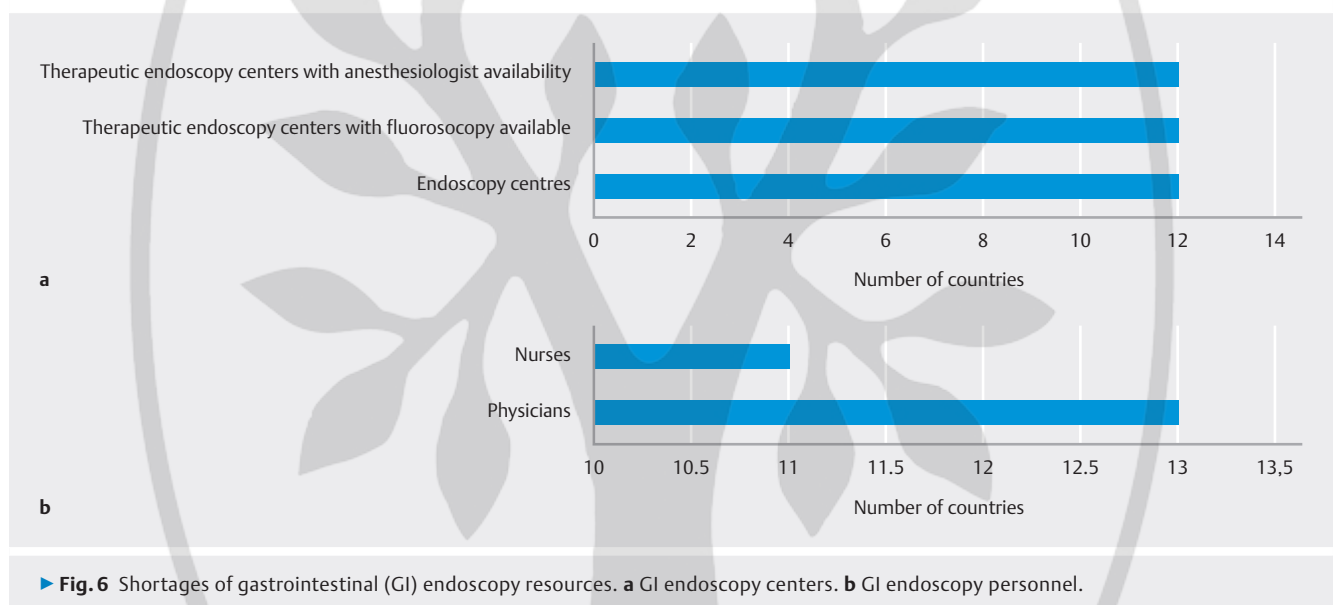 Therapeutic endoscopy centers with anesthesiologist availability
Therapeutic endoscopy centers with fluorosocopy available
Endoscopy centres
0 2 4 6 8 10 12 14
Number of countries
a
Nurses
Physicians
10 10.5 11 11.5 12 12.5 13 13,5
Number of countries
b
▶ Fig. 6 Shortages of gastrointestinal (GI) endoscopy resources. a GI endoscopy centers. b GI endoscopy personnel.